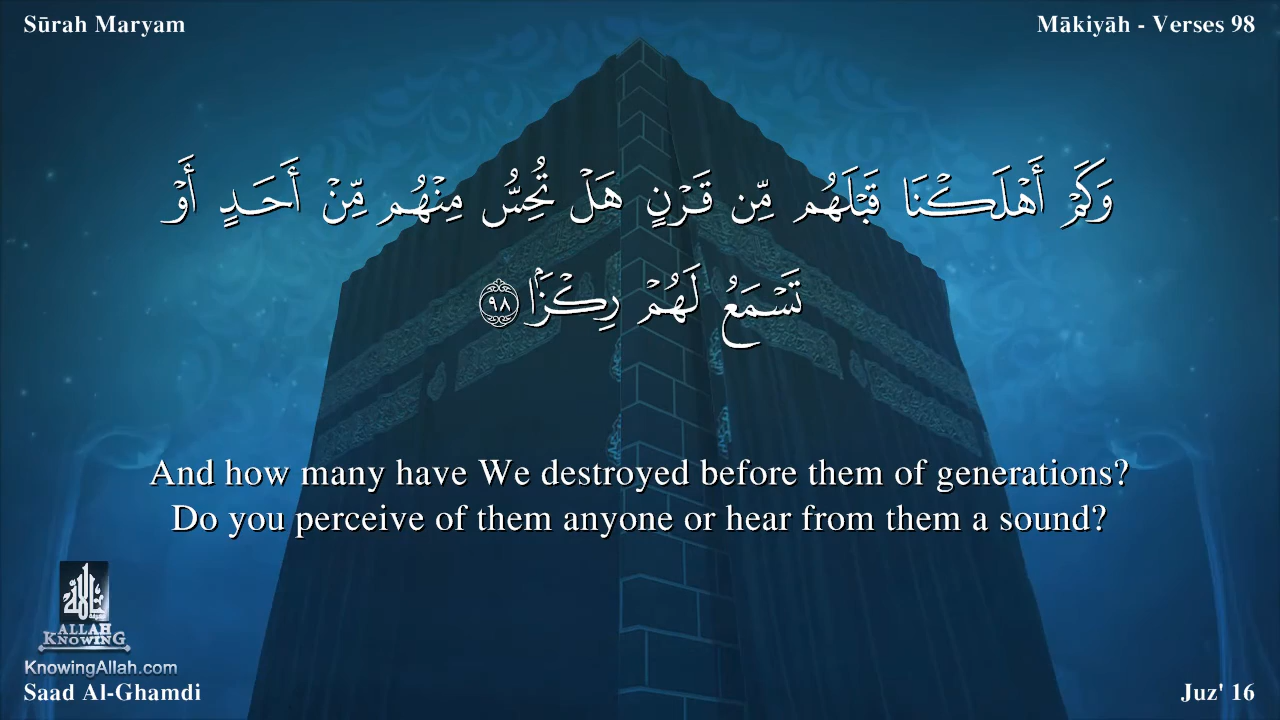 Sūrah Maryam
Mākiyāh - Verses 98
وَكَمْ أَهْلَكْنَا قَبْلَهُم مِّن قَرْنٍ هَلْ تُحِسُّ مِنْهُم مِّنْ أَحَدٍ أَوْ
تَسْمَعُ لَهُمْ رِكْزًۢا ٩٨
And how many have We destroyed before them of generations?
Do you perceive of them anyone or hear from them a sound?
ALLAH
KNOWING
KnowingAllah.com
Saad Al-Ghamdi
Juz' 16